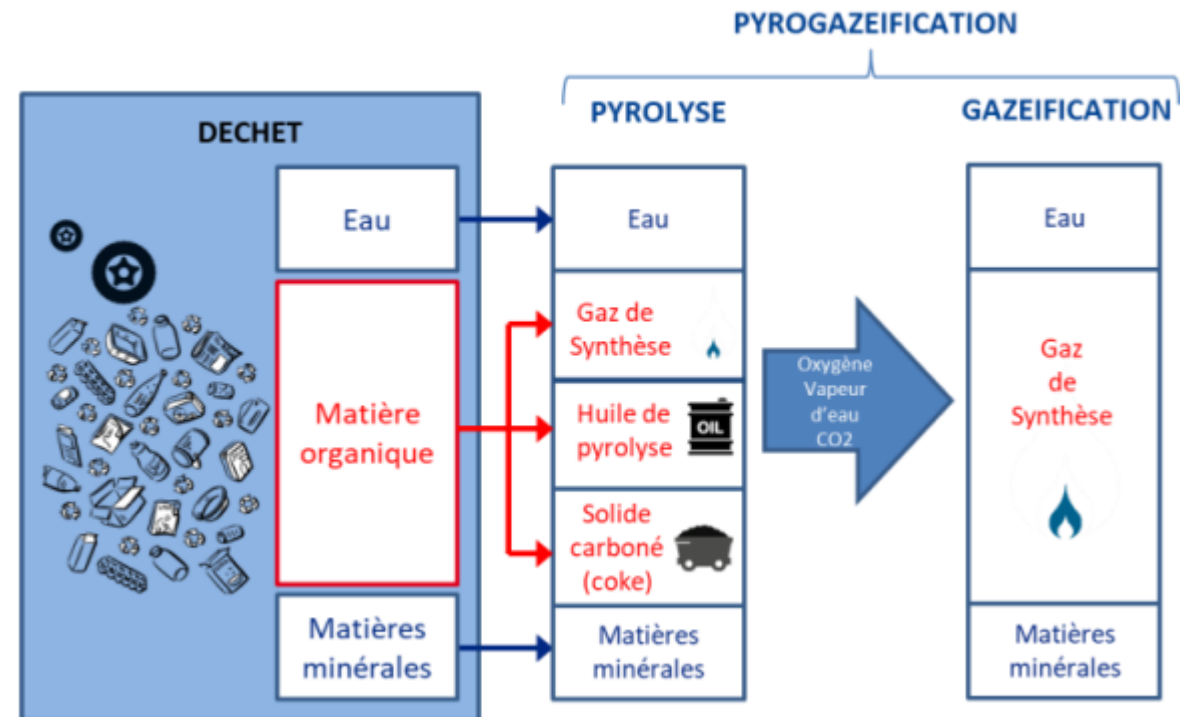 PYROGAZEIFICATION
PYROLYSE
GAZEIFICATION
DECHET
Eau
Matière
organique
Matières
minérales
Eau
Gaz de
Synthèse
Huile de
pyrolyse
OIL
Solide
carboné
(coke)
Matières
minérales
Oxygène
Vapeur
d'eau
CO2
Eau
Gaz
de
Synthèse
Matières
minérales